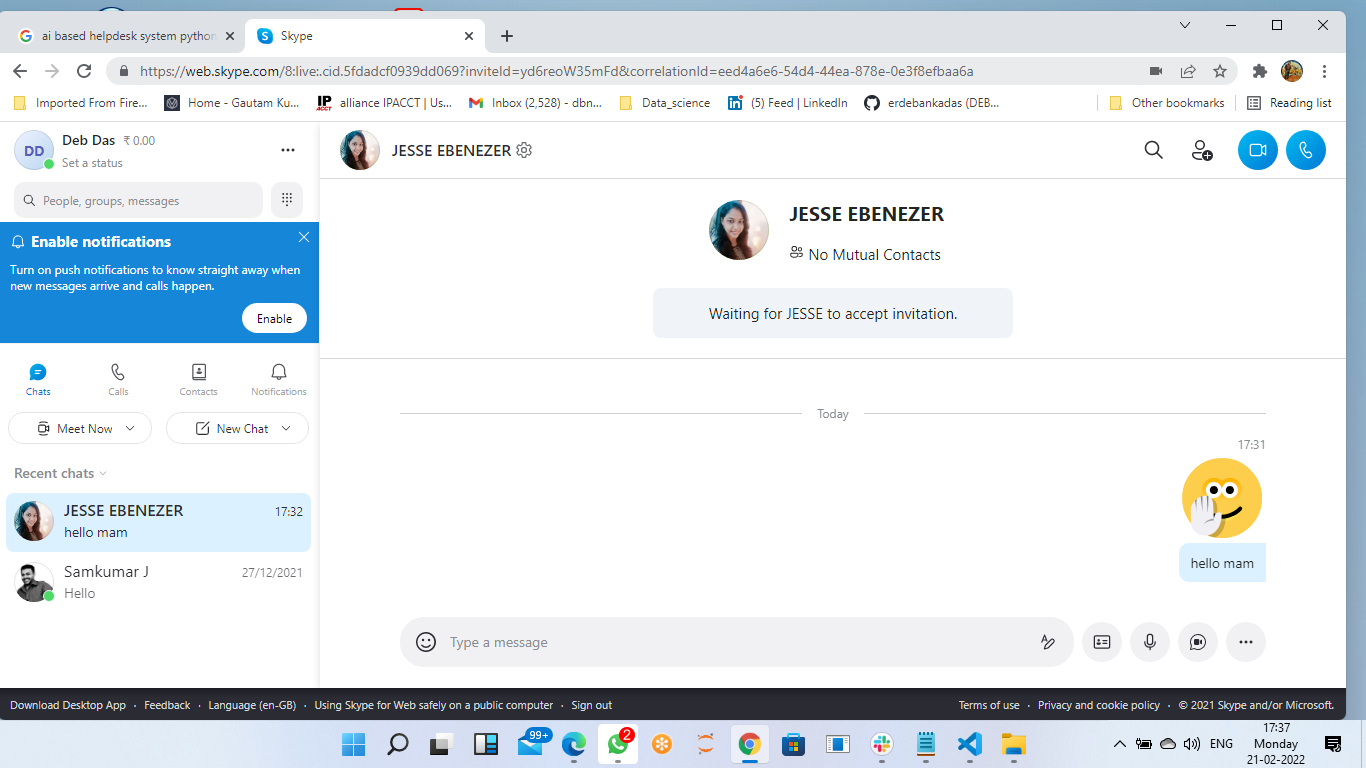 ai based helpdesk system python
Skype
https://web.skype.com/8:live:.cid.5fdadcf0939dd069?inviteId=yd6reoW35mFd&correlationId=eed4a6e6-54d4-44ea-878e-0e3f8efbaa6a
Imported From Fire...
Home - Gautam Ku...
IP ACCT
alliance IPACCT | Us...
Inbox (2,528) - dbn...
Data_science
(5) Feed | LinkedIn
erdebankadas (DEB...
Other bookmarks
Reading list
DD
Deb Das ₹ 0.00
Set a status
People, groups, messages
Enable notifications
Turn on push notifications to know straight away when
new messages arrive and calls happen.
Enable
Chats
Calls
Contacts
Notifications
Meet Now
New Chat
Recent chats
JESSE EBENEZER 17:32
hello mam
Samkumar J 27/12/2021
Hello
JESSE EBENEZER
JESSE EBENEZER
No Mutual Contacts
Waiting for JESSE to accept invitation.
Today
17:31
hello mam
Type a message
Download Desktop App · Feedback · Language (en-GB) · Using Skype for Web safely on a public computer · Sign out
Terms of use · Privacy and cookie policy · © 2021 Skype and/or Microsoft.
99+
2
ENG
17:37
Monday
21-02-2022